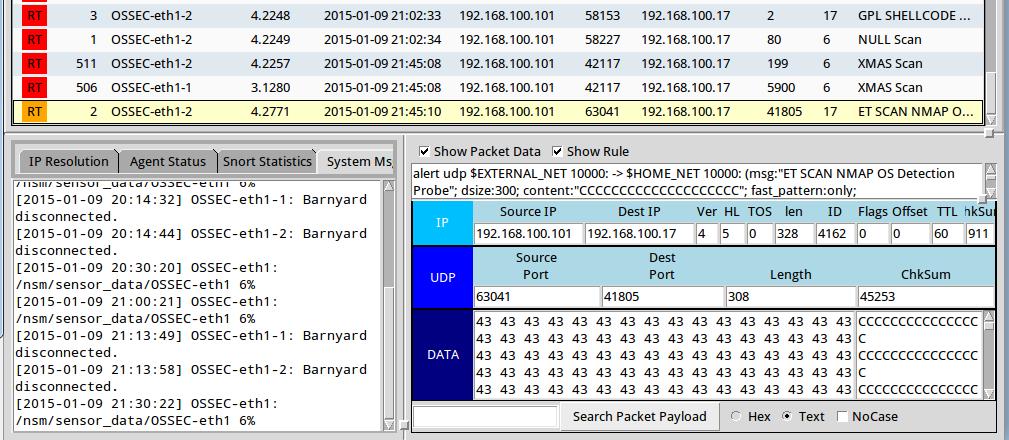 RT 3 OSSEC-eth1-2 4.2248 2015-01-09 21:02:33 192.168.100.101 58153 192.168.100.17 2 17 GPL SHELLCODE ...
RT 1 OSSEC-eth1-2 4.2249 2015-01-09 21:02:34 192.168.100.101 58227 192.168.100.17 80 6 NULL Scan
RT 511 OSSEC-eth1-2 4.2257 2015-01-09 21:45:08 192.168.100.101 42117 192.168.100.17 199 6 XMAS Scan
RT 506 OSSEC-eth1-1 3.1280 2015-01-09 21:45:08 192.168.100.101 42117 192.168.100.17 5900 6 XMAS Scan
RT 2 OSSEC-eth1-2 4.2771 2015-01-09 21:45:10 192.168.100.101 63041 192.168.100.17 41805 17 ET SCAN NMAP O...
IP Resolution Agent Status Snort Statistics System Msg
/nsm/sensor_data/OSSEC-eth1 6%
[2015-01-09 20:14:32] OSSEC-eth1-1: Barnyard
disconnected.
[2015-01-09 20:14:44] OSSEC-eth1-2: Barnyard
disconnected.
[2015-01-09 20:30:20] OSSEC-eth1:
/nsm/sensor_data/OSSEC-eth1 6%
[2015-01-09 21:00:21] OSSEC-eth1:
/nsm/sensor_data/OSSEC-eth1 6%
[2015-01-09 21:13:49] OSSEC-eth1-1: Barnyard
disconnected.
[2015-01-09 21:13:58] OSSEC-eth1-2: Barnyard
disconnected.
[2015-01-09 21:30:22] OSSEC-eth1:
/nsm/sensor_data/OSSEC-eth1 6%
Show Packet Data Show Rule
alert udp $EXTERNAL_NET 10000: -> $HOME_NET 10000: (msg:"ET SCAN NMAP OS Detection
Probe"; dsize:300; content:"CCCCCCCCCCCCCCCCCCCC"; fast_pattern:only;
IP
Source IP Dest IP Ver HL TOS len ID Flags Offset TTL hkSu
192.168.100.101 192.168.100.17 4 5 0 328 4162 0 0 60 911
UDP
Source Port Dest Port Length ChkSum
63041 41805 308 45253
DATA
43 43 43 43 43 43 43 43 43 43 43 43 43 43 43 43 CCCCCCCCCCCCCCC
43 43 43 43 43 43 43 43 43 43 43 43 43 43 43 43 C
43 43 43 43 43 43 43 43 43 43 43 43 43 43 43 43 CCCCCCCCCCCCCCC
43 43 43 43 43 43 43 43 43 43 43 43 43 43 43 43 C
43 43 43 43 43 43 43 43 43 43 43 43 43 43 43 43 CCCCCCCCCCCCCCC
Search Packet Payload Hex Text NoCase